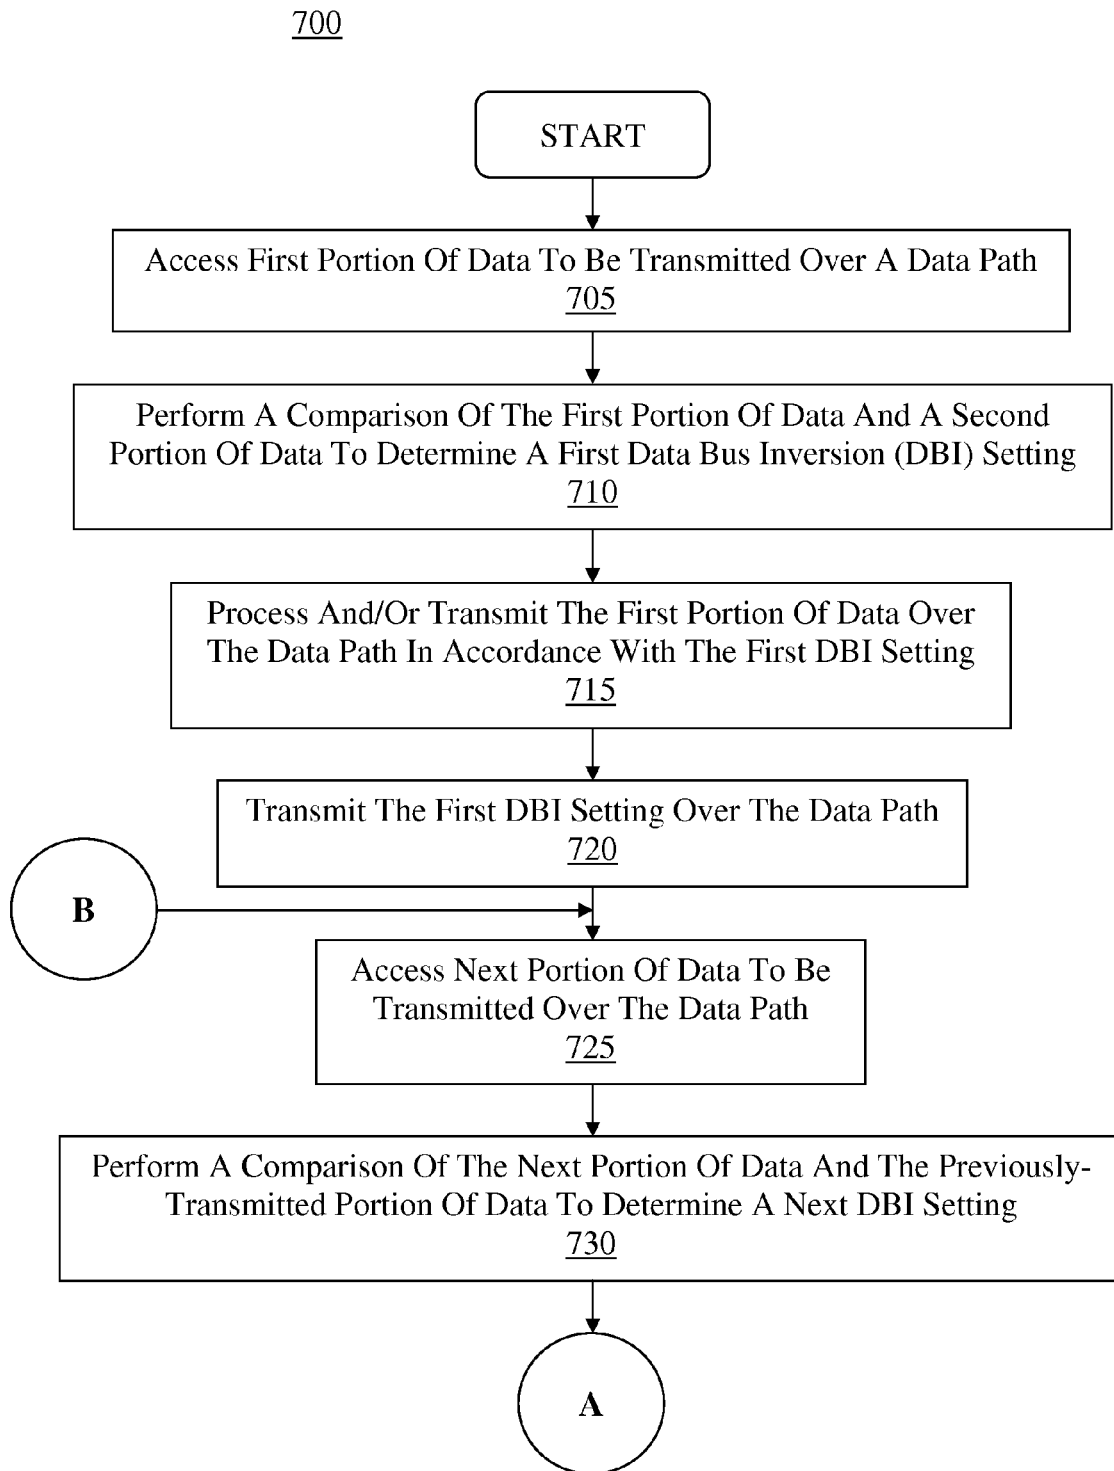 700
START
Access First Portion Of Data To Be Transmitted Over A Data Path
705
Perform A Comparison Of The First Portion Of Data And A Second
Portion Of Data To Determine A First Data Bus Inversion (DBI) Setting
710
Process And/Or Transmit The First Portion Of Data Over
The Data Path In Accordance With The First DBI Setting
715
Transmit The First DBI Setting Over The Data Path
720
B
Access Next Portion Of Data To Be
Transmitted Over The Data Path
725
Perform A Comparison Of The Next Portion Of Data And The Previously-
Transmitted Portion Of Data To Determine A Next DBI Setting
730
A